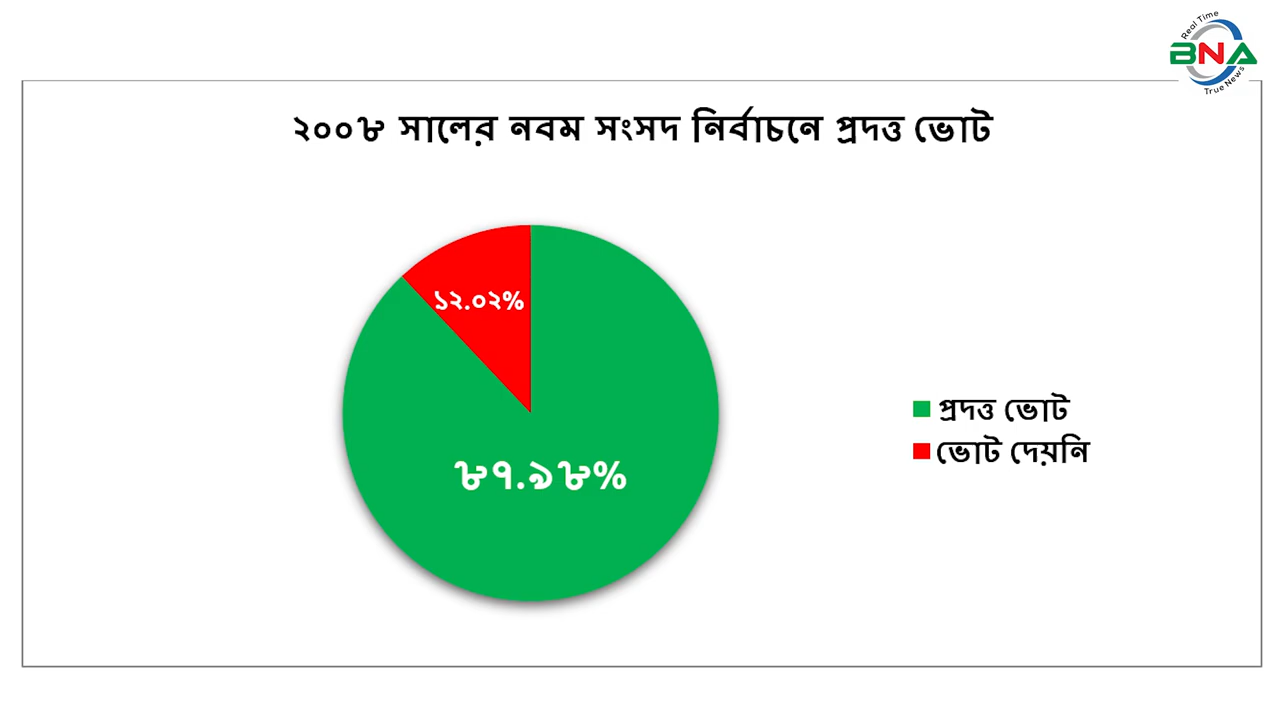 Real Time
BNA
True News
২০০৮ সালের নবম সংসদ নির্বাচনে প্রদত্ত ভোট
১২.০২%
৮৭.৯৮%
প্রদত্ত ভোট
ভোট দেয়নি